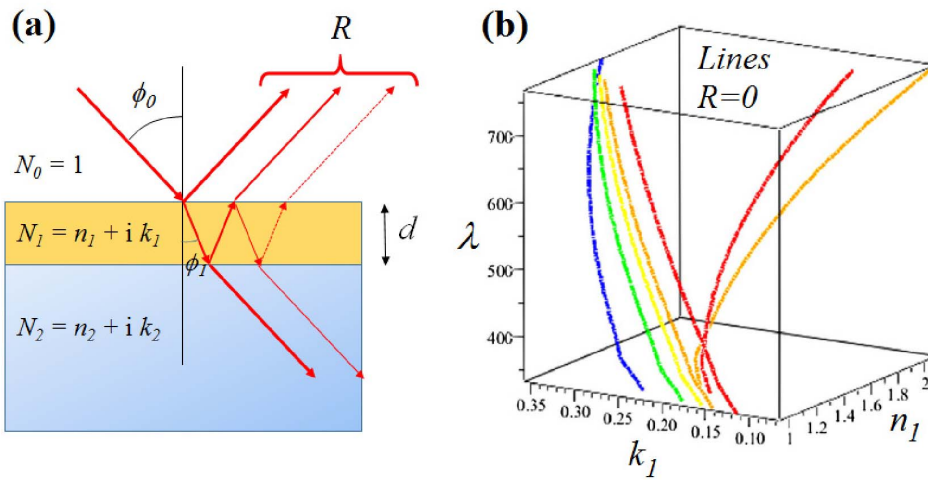 (a)
R
ϕ0
N0 = 1
N1 = n1 + i k1
d
ϕ1
N2 = n2 + i k2
(b)
Lines
R=0
700
600
λ
500
400
0.35 0.30 0.25 0.20 0.15 0.10
1 1.2 1.4 1.6 1.8 2
k1
n1